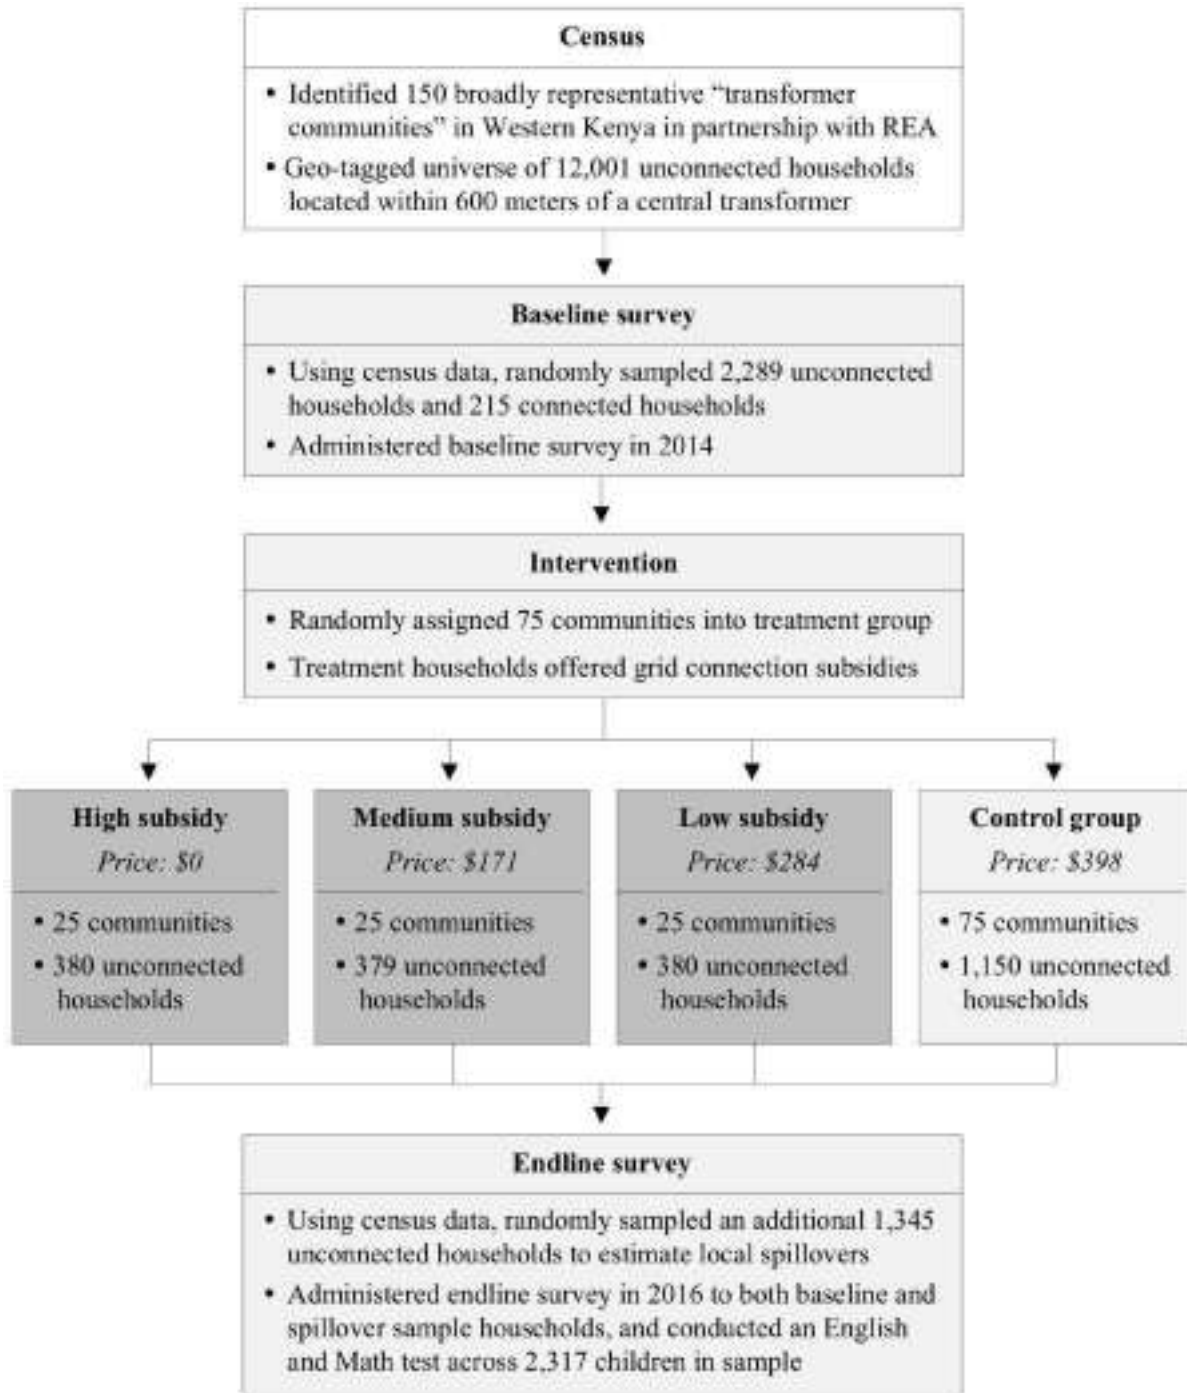 Census
• Identified 150 broadly representative “transformer
communities” in Western Kenya in partnership with REA
• Geo-tagged universe of 12,001 unconnected households
located within 600 meters of a central transformer
Baseline survey
• Using census data, randomly sampled 2,289 unconnected
households and 215 connected households
• Administered baseline survey in 2014
Intervention
• Randomly assigned 75 communities into treatment group
• Treatment households offered grid connection subsidies
High subsidy
Price: $0
• 25 communities
• 380 unconnected
households
Medium subsidy
Price: $171
• 25 communities
• 379 unconnected
households
Low subsidy
Price: $284
• 25 communities
• 380 unconnected
households
Control group
Price: $398
• 75 communities
• 1,150 unconnected
households
Endline survey
• Using census data, randomly sampled an additional 1,345
unconnected households to estimate local spillovers
• Administered endline survey in 2016 to both baseline and
spillover sample households, and conducted an English
and Math test across 2,317 children in sample